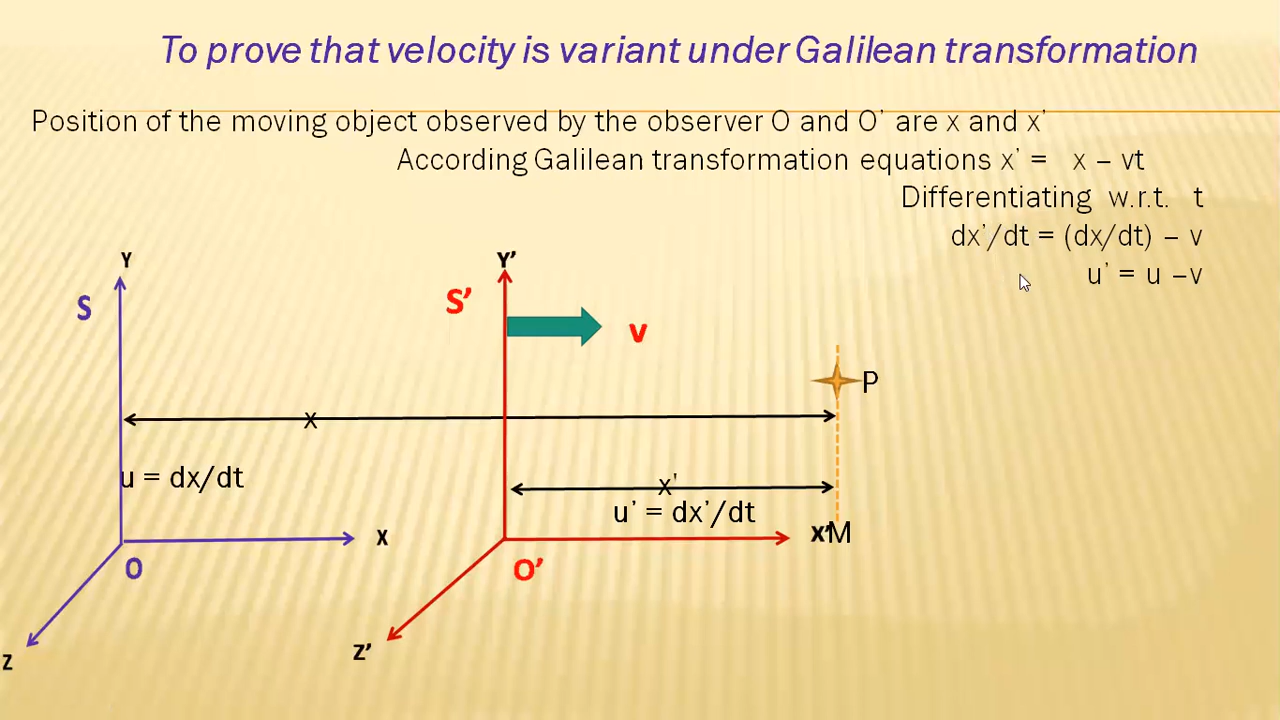 To prove that velocity is variant under Galilean transformation
Position of the moving object observed by the observer O and O’ are x and x’
According Galilean transformation equations x’ = x – vt
Differentiating w.r.t. t
dx’/dt = (dx/dt) – v
u’ = u –v
Y
Y’
S
S’
v
P
x
u = dx/dt
x'
u’ = dx’/dt
X
X’
M
O
O’
Z
Z’